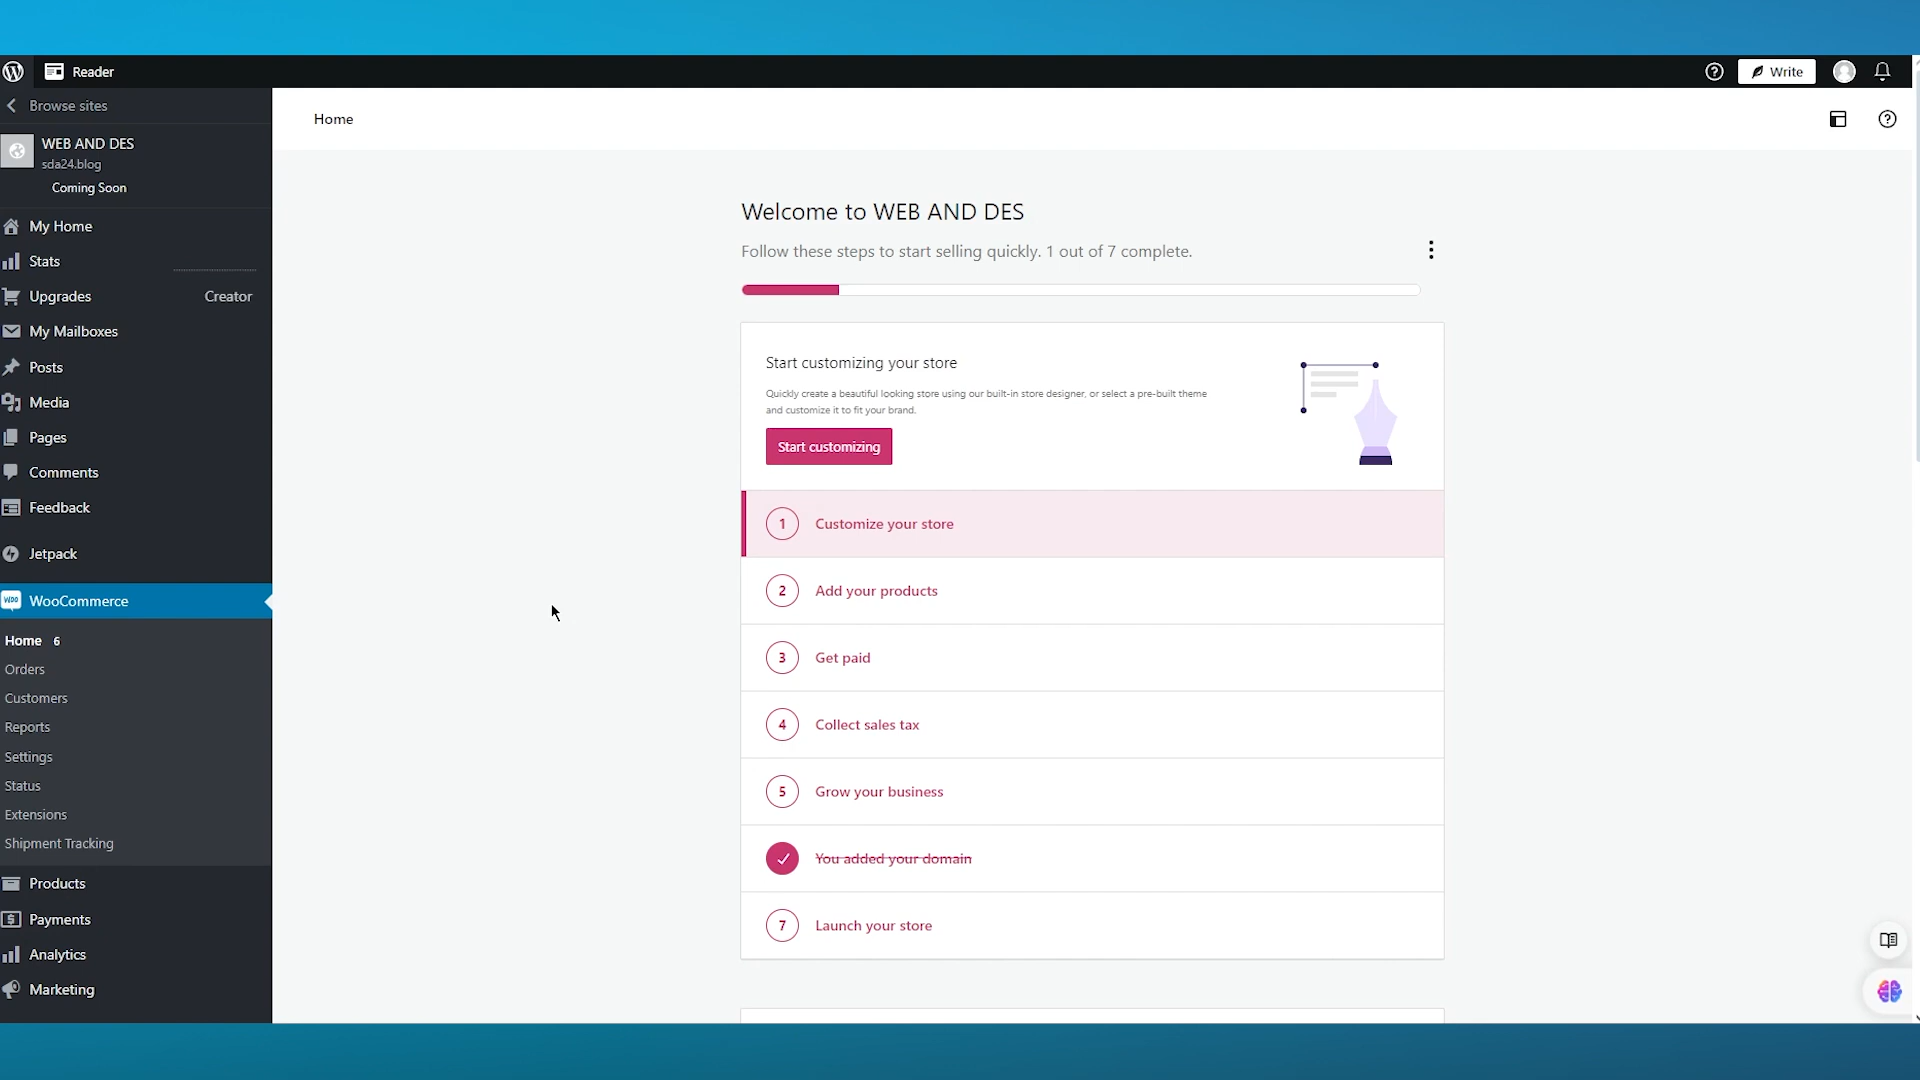 Reader
Write
Browse sites
WEB AND DES
sda24.blog
Coming Soon
My Home
Stats
Upgrades Creator
My Mailboxes
Posts
Media
Pages
Comments
Feedback
Jetpack
WOO WooCommerce
Home 6
Orders
Customers
Reports
Settings
Status
Extensions
Shipment Tracking
Products
Payments
Analytics
Marketing
Home
Welcome to WEB AND DES
Follow these steps to start selling quickly. 1 out of 7 complete.
Start customizing your store
Quickly create a beautiful looking store using our built-in store designer, or select a pre-built theme
and customize it to fit your brand.
Start customizing
1 Customize your store
2 Add your products
3 Get paid
4 Collect sales tax
5 Grow your business
You added your domain
7 Launch your store